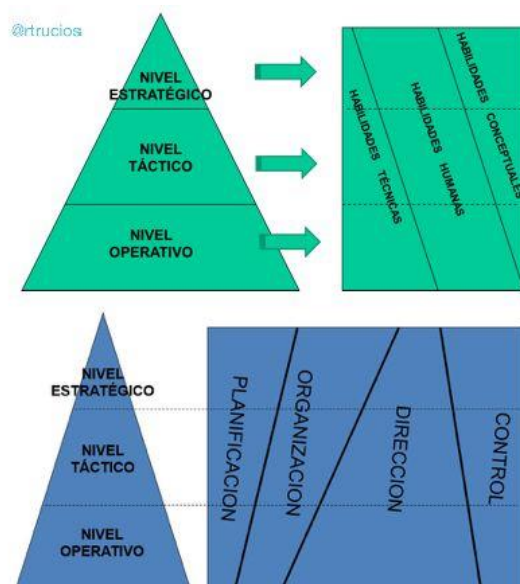 @rtrucios
NIVEL
ESTRATÉGICO
NIVEL
TÁCTICO
NIVEL
OPERATIVO
HABILIDADES TÉCNICAS
HABILIDADES HUMANAS
HABILIDADES CONCEPTUALES
NIVEL
ESTRATÉGICO
NIVEL
TÁCTICO
NIVEL
OPERATIVO
PLANIFICACION
ORGANIZACION
DIRECCION
CONTROL